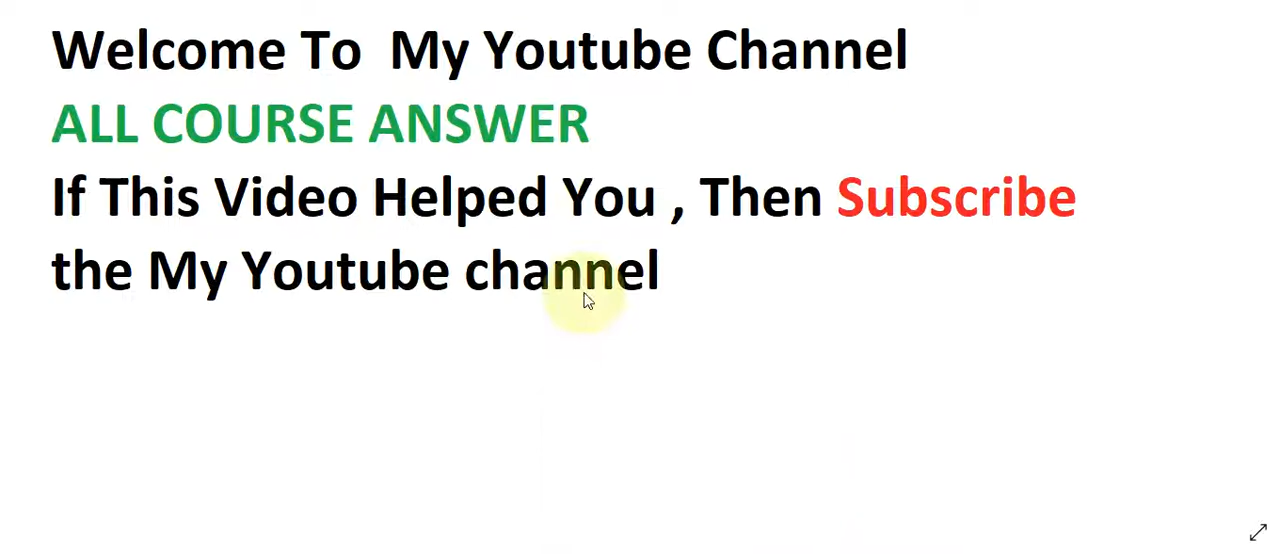 Welcome To  My Youtube Channel
ALL COURSE ANSWER
If This Video Helped You , Then Subscribe
the My Youtube channel